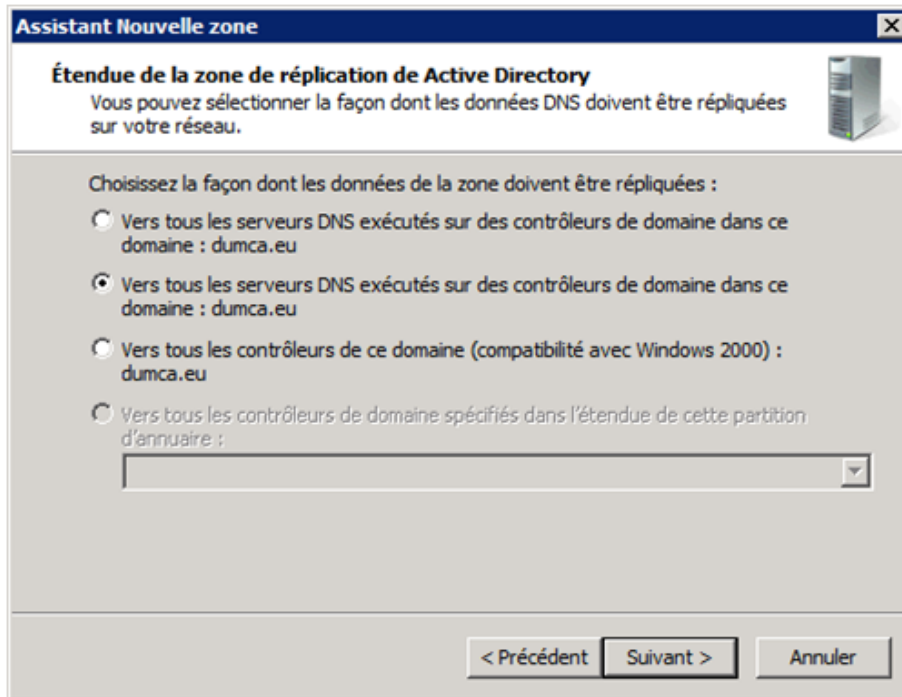 Assistant Nouvelle zone
Étendue de la zone de réplication de Active Directory
Vous pouvez sélectionner la façon dont les données DNS doivent être répliquées
sur votre réseau.
Choisissez la façon dont les données de la zone doivent être répliquées :
Vers tous les serveurs DNS exécutés sur des contrôleurs de domaine dans ce
domaine : dumca.eu
Vers tous les serveurs DNS exécutés sur des contrôleurs de domaine dans ce
domaine : dumca.eu
Vers tous les contrôleurs de ce domaine (compatibilité avec Windows 2000) :
dumca.eu
Vers tous les contrôleurs de domaine spécifiés dans l'étendue de cette partition
d'annuaire :
< Précédent Suivant > Annuler